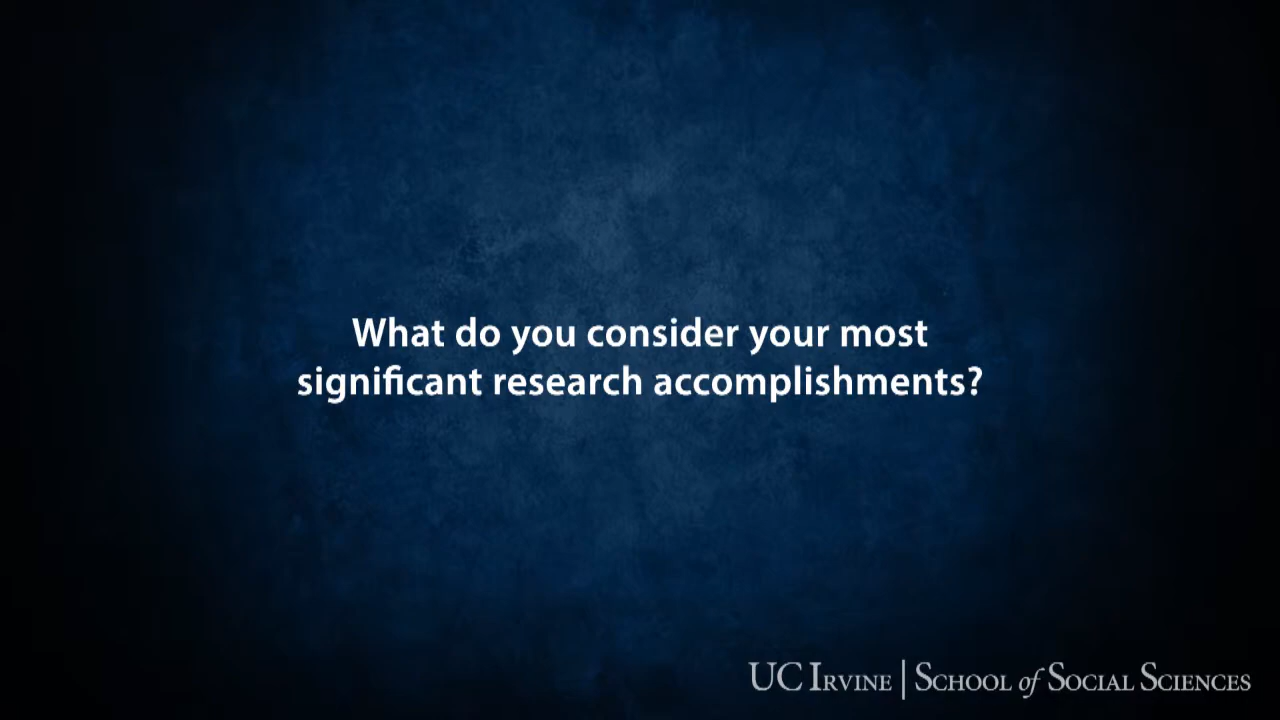 What do you consider your most
significant research accomplishments?
UC IRVINE | SCHOOL of SOCIAL SCIENCES